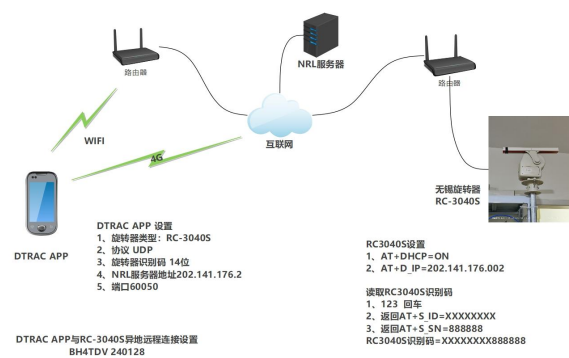 路由器
NRL服务器
路由器
WIFI
互联网
4G
无锡旋转器
RC-3040S
DTRAC APP
DTRAC APP 设置
1、旋转器类型：RC-3040S
2、协议 UDP
3、旋转器识别码 14位
4、NRL服务器地址202.141.176.2
5、端口60050
RC3040S设置
1、AT+DHCP=ON
2、AT+D_IP=202.141.176.002
读取RC3040S识别码
1、123 回车
2、返回AT+S_ID=XXXXXXXX
3、返回AT+S_SN=888888
RC3040S识别码=XXXXXXXX888888
DTRAC APP与RC-3040S异地远程连接设置
BH4TDV 240128